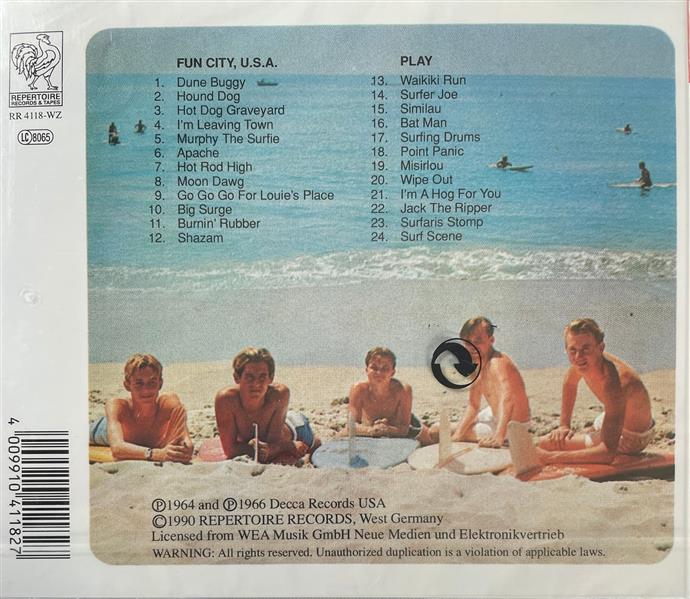 REPERTOIRE
RECORDS & TAPES
RR 4118-WZ
LC 8065
FUN CITY, U.S.A.
1. Dune Buggy
2. Hound Dog
3. Hot Dog Graveyard
4. I'm Leaving Town
5. Murphy The Surfie
6. Apache
7. Hot Rod High
8. Moon Dawg
9. Go Go Go For Louie's Place
10. Big Surge
11. Burnin' Rubber
12. Shazam
PLAY
13. Waikiki Run
14. Surfer Joe
15. Similau
16. Bat Man
17. Surfing Drums
18. Point Panic
19. Misirlou
20. Wipe Out
21. I'm A Hog For You
22. Jack The Ripper
23. Surfaris Stomp
24. Surf Scene
4 009910 411827
Ⓟ1964 and Ⓟ1966 Decca Records USA
©1990 REPERTOIRE RECORDS, West Germany
Licensed from WEA Musik GmbH Neue Medien und Elektronikvertrieb
WARNING: All rights reserved. Unauthorized duplication is a violation of applicable laws.